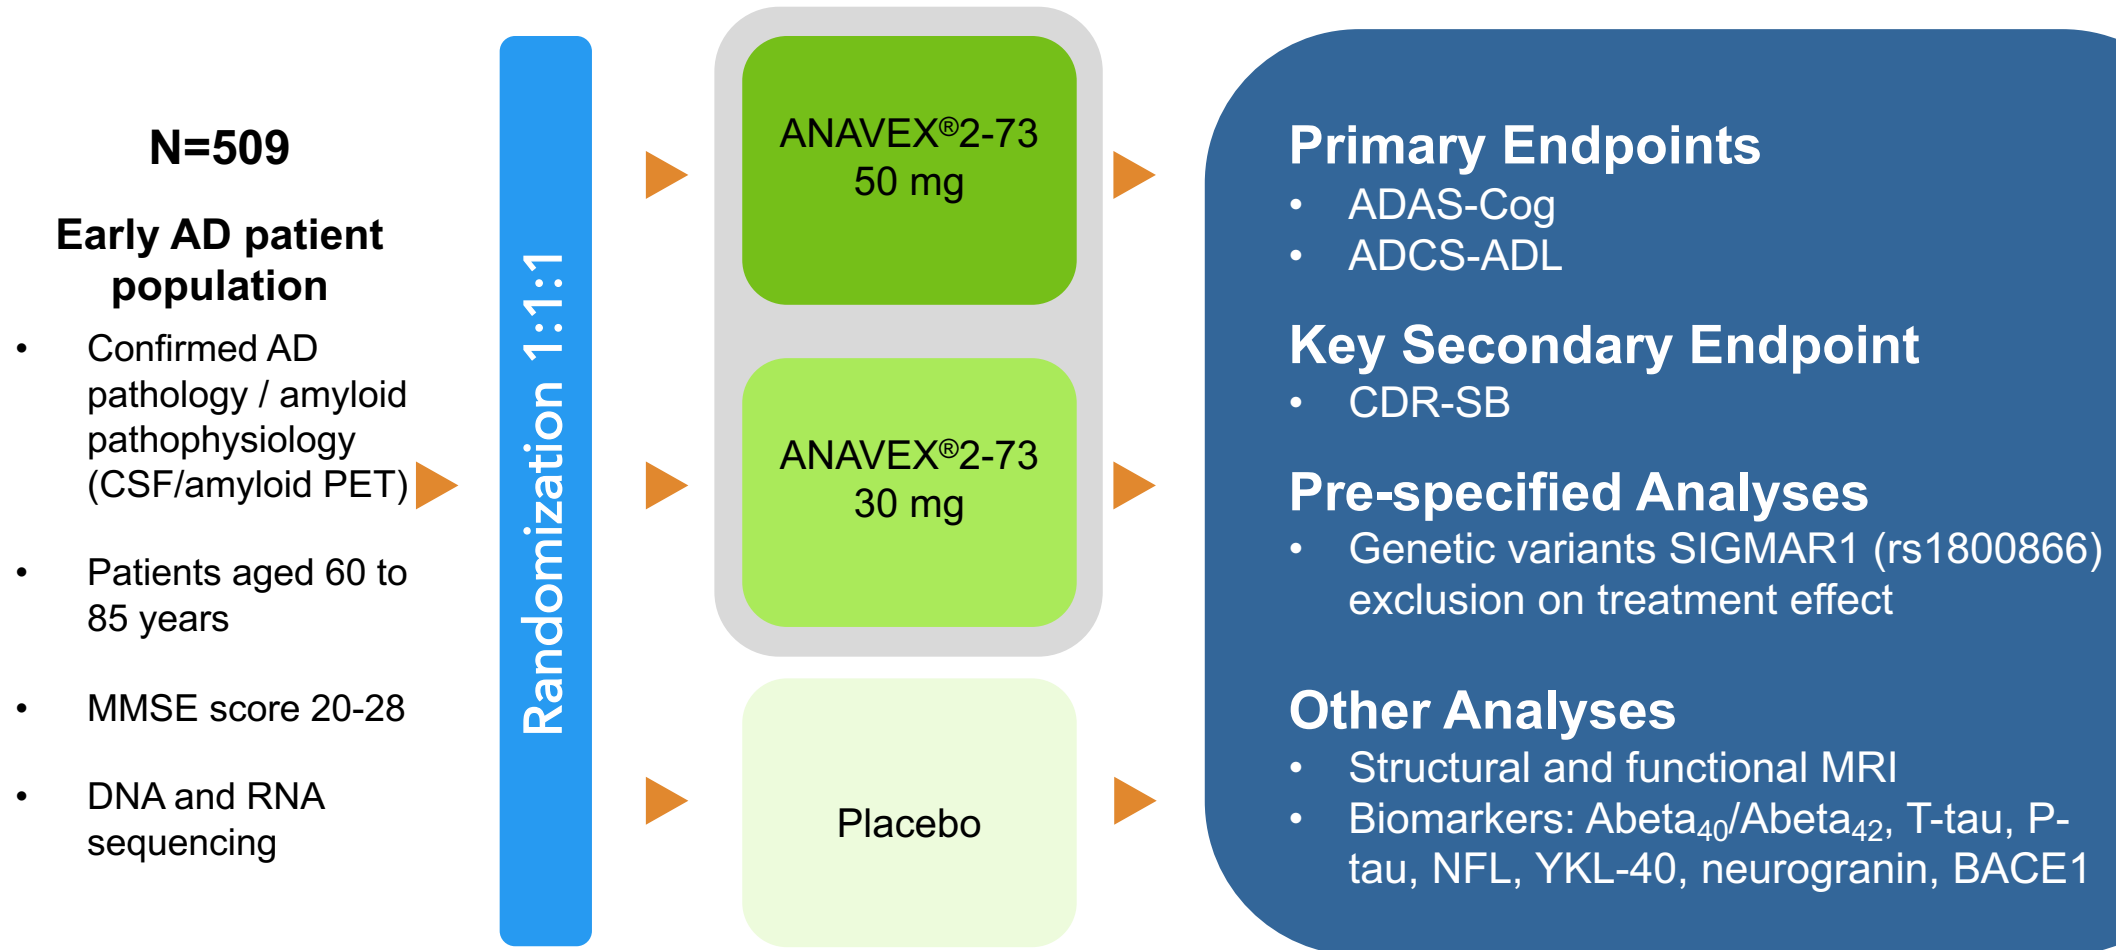 N=509
Early AD patient
population
• Confirmed AD
pathology / amyloid
pathophysiology
(CSF/amyloid PET)
• Patients aged 60 to
85 years
• MMSE score 20-28
• DNA and RNA
sequencing
Randomization 1:1:1
ANAVEX®2-73
50 mg
ANAVEX®2-73
30 mg
Placebo
Primary Endpoints
• ADAS-Cog
• ADCS-ADL
Key Secondary Endpoint
• CDR-SB
Pre-specified Analyses
• Genetic variants SIGMAR1 (rs1800866)
exclusion on treatment effect
Other Analyses
• Structural and functional MRI
• Biomarkers: Abeta₄₀/Abeta₄₂, T-tau, P-
tau, NFL, YKL-40, neurogranin, BACE1